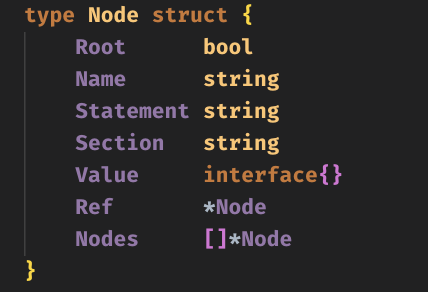 type Node struct {
    Root      bool
    Name      string
    Statement string
    Section   string
    Value     interface{}
    Ref       *Node
    Nodes     []*Node
}